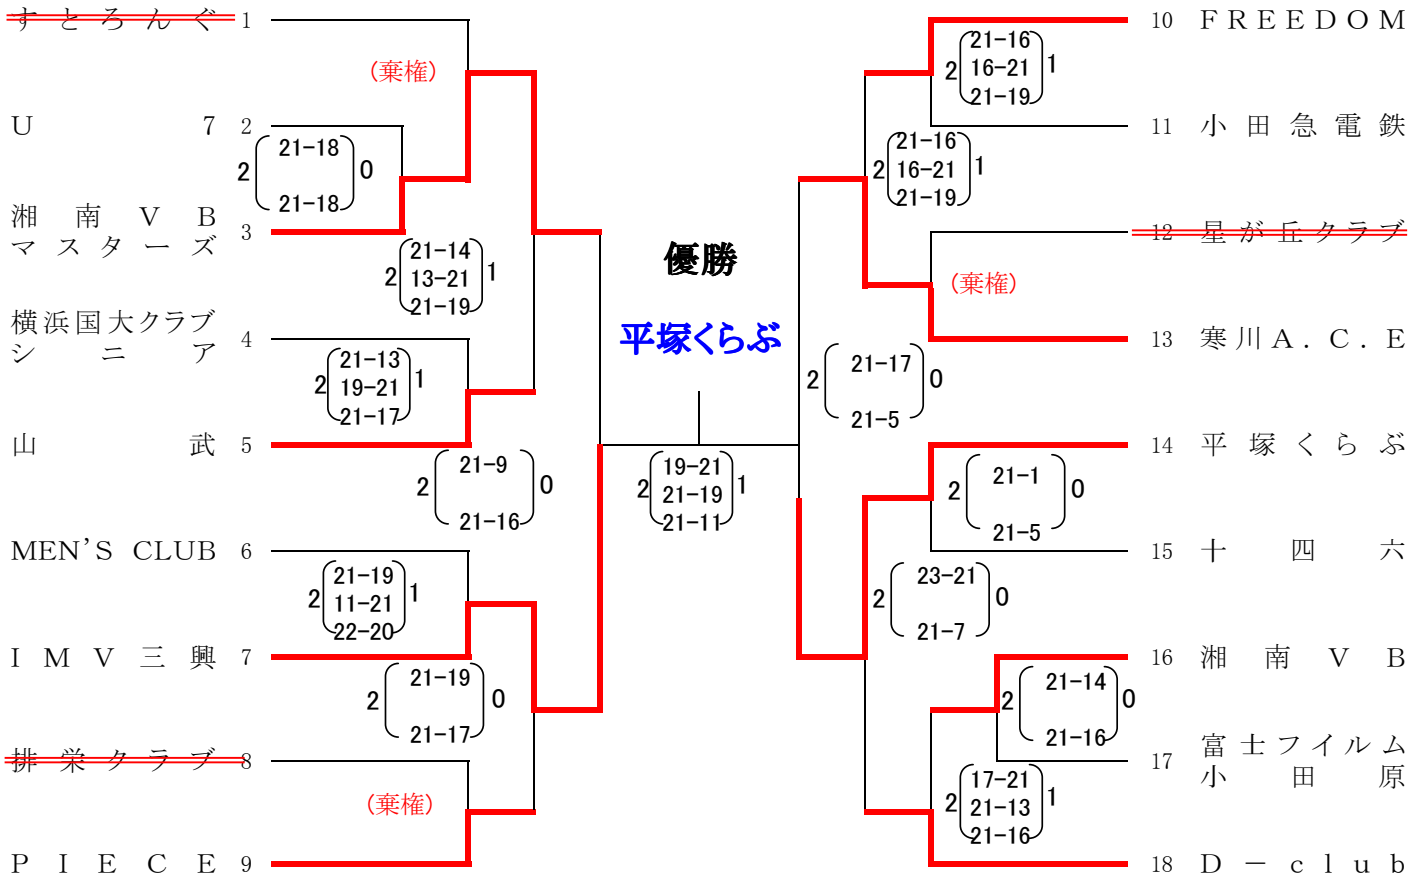 すとろんぐ 1
(棄権)
U 7 2
2 21-18 0
21-18
湘南VB
マスターズ 3
21-14
2 13-21 1
21-19
横浜国大クラブ
シニア 4
21-13
2 19-21 1
21-17
山武 5
21-9
2 0
21-16
MEN'S CLUB 6
21-19
2 11-21 1
22-20
IMV三興 7
21-19
2 0
21-17
排栄クラブ 8
(棄権)
PIECE 9
優勝
平塚くらぶ
19-21
2 21-19 1
21-11
10 FREEDOM
21-16
2 16-21 1
21-19
11 小田急電鉄
21-16
2 16-21 1
21-19
12 星が丘クラブ
(棄権)
13 寒川A.C.E
21-17
2 0
21-5
14 平塚くらぶ
21-1
2 0
21-5
15 十四六
23-21
2 0
21-7
16 湘南VB
21-14
2 0
21-16
17 富士フイルム
小田原
17-21
2 21-13 1
21-16
18 D-club